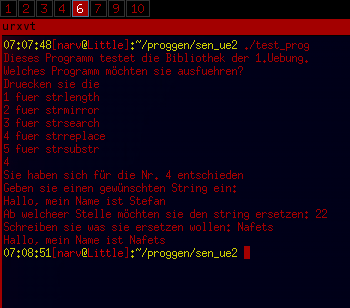 1 2 3 4 5 6 7 9 10
urxvt
07:07:48[narv@Little]:~/proggen/sen_ue2 ./test_prog
Dieses Programm testet die Bibliothek der 1.Uebung.
Welches Programm möchten sie ausfuehren?
Druecken sie die
1 fuer strlength
2 fuer strmirror
3 fuer strsearch
4 fuer strreplace
5 fuer strsubstr
4
Sie haben sich für die Nr. 4 entschieden
Geben sie einen gewünschten String ein:
Hallo, mein Name ist Stefan
Ab welcheer Stelle möchten sie den string ersetzen: 22
Schreiben sie was sie ersetzen wollen: Nafets
Hallo, mein Name ist Nafets
07:08:51[narv@Little]:~/proggen/sen_ue2